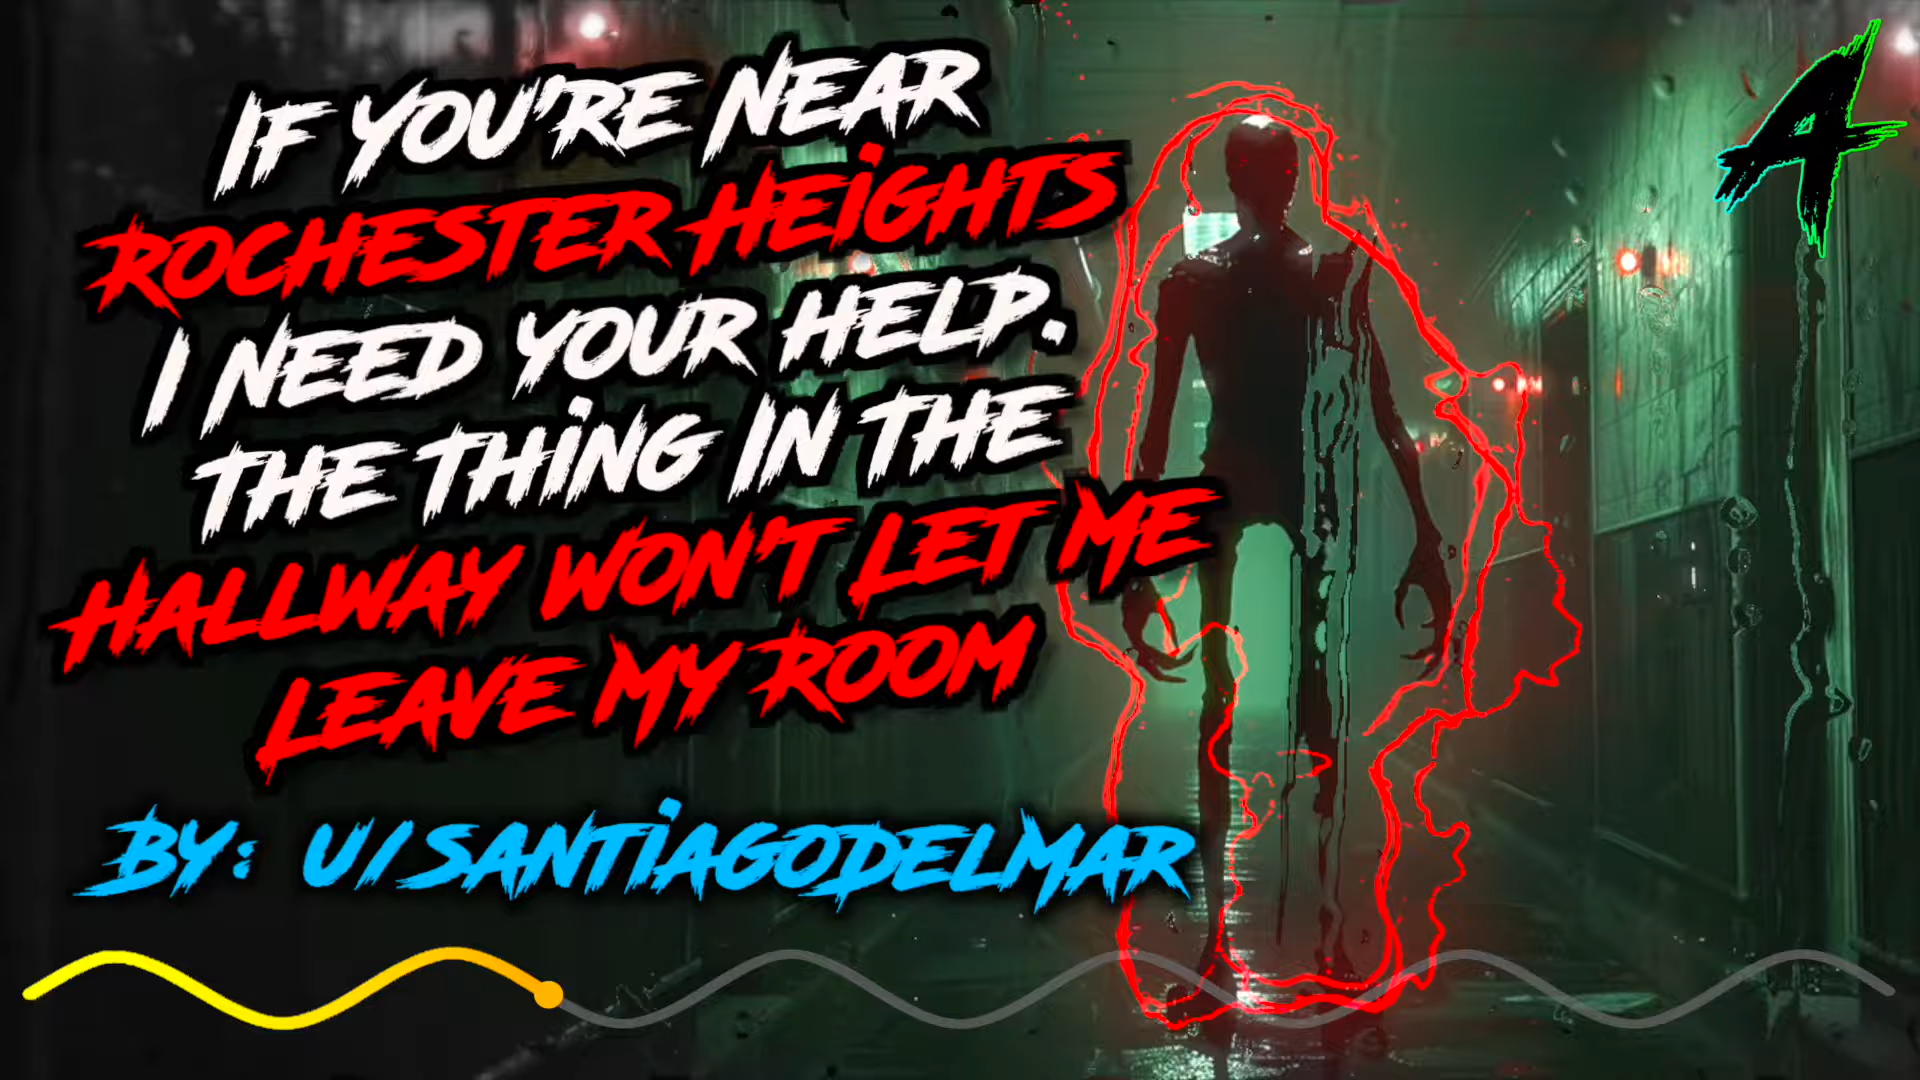 IF YOU'RE NEAR
ROCHESTER HEIGHTS
I NEED YOUR HELP.
THE THING IN THE
HALLWAY WON'T LET ME
LEAVE MY ROOM
BY: U/SANTIAGODELMAR
A